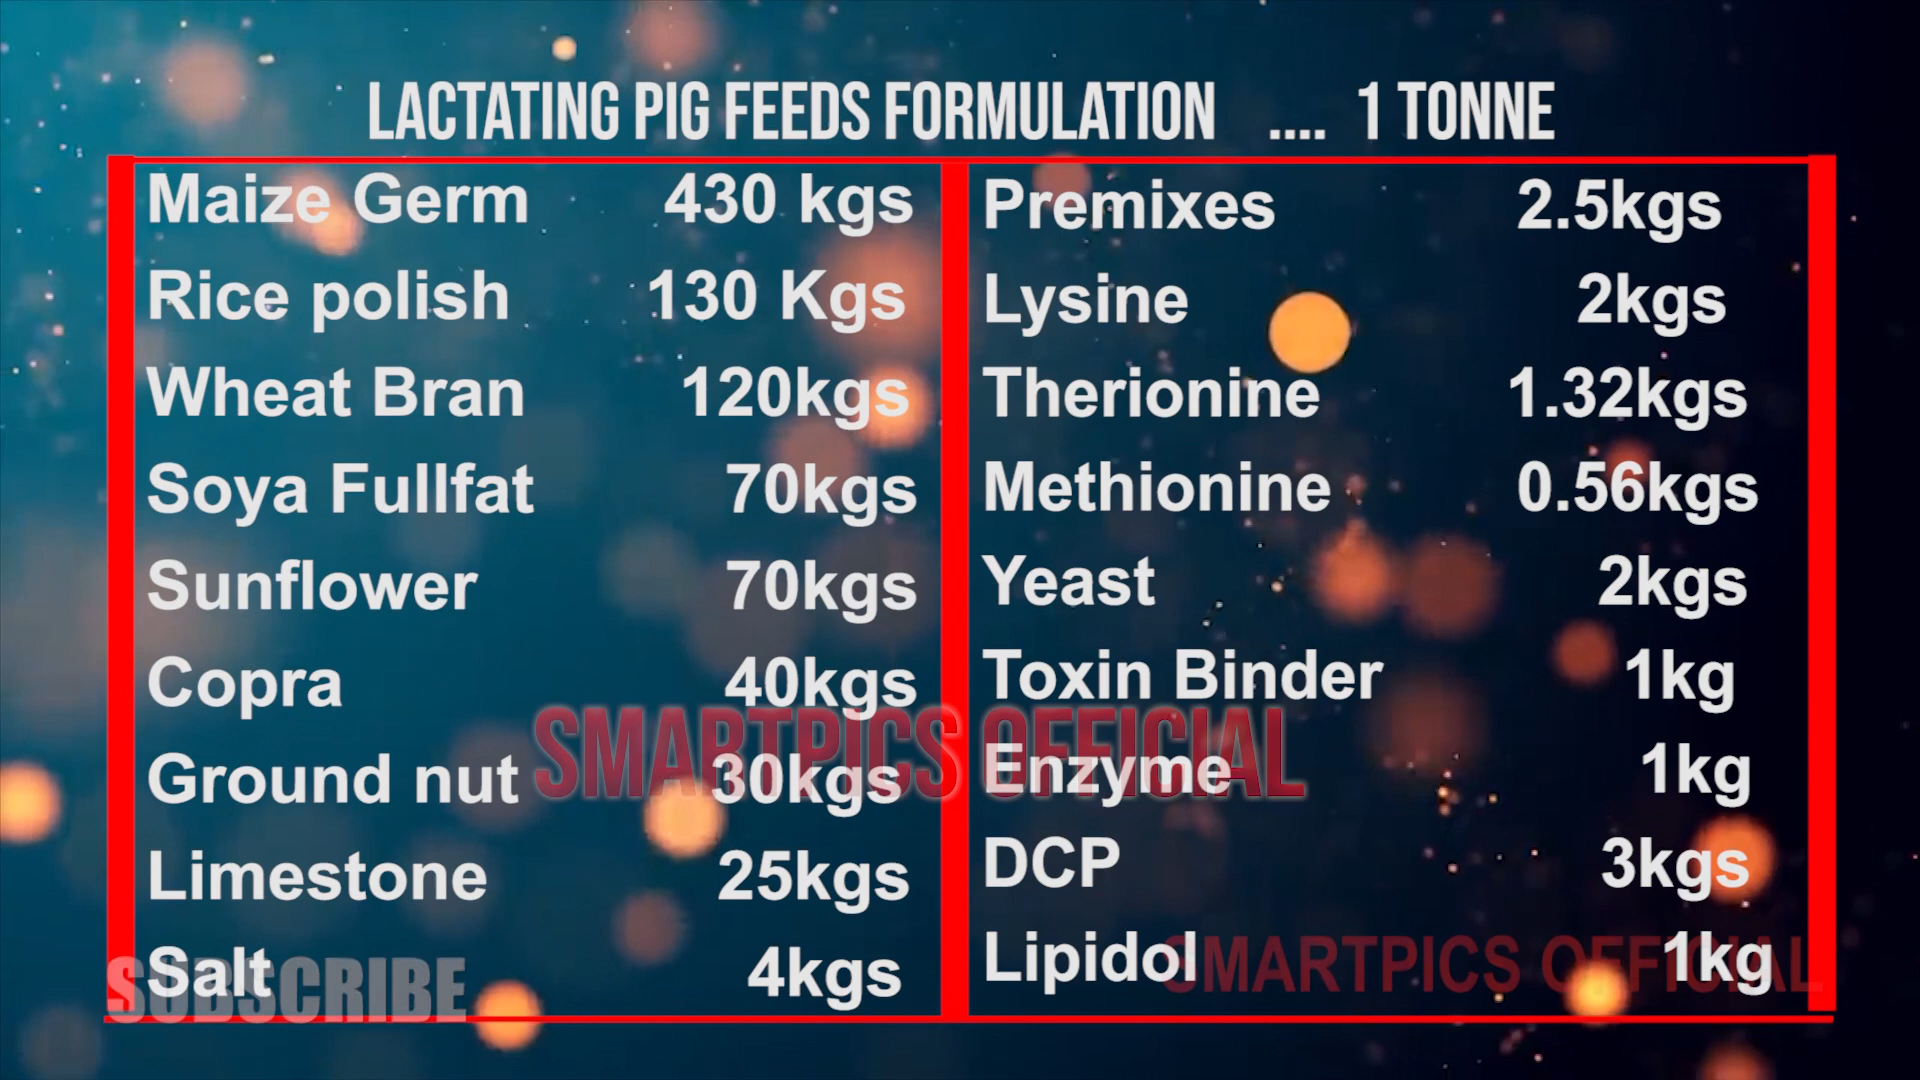 LACTATING PIG FEEDS FORMULATION .... 1 TONNE
Maize Germ 430 kgs
Rice polish 130 Kgs
Wheat Bran 120kgs
Soya Fullfat 70kgs
Sunflower 70kgs
Copra 40kgs
Ground nut 30kgs
Limestone 25kgs
Salt 4kgs
Premixes 2.5kgs
Lysine 2kgs
Therionine 1.32kgs
Methionine 0.56kgs
Yeast 2kgs
Toxin Binder 1kg
Enzyme 1kg
DCP 3kgs
Lipidol 1kg
SMARTPICS OFFICIAL
SUBSCRIBE
SMARTPICS OFFICIAL